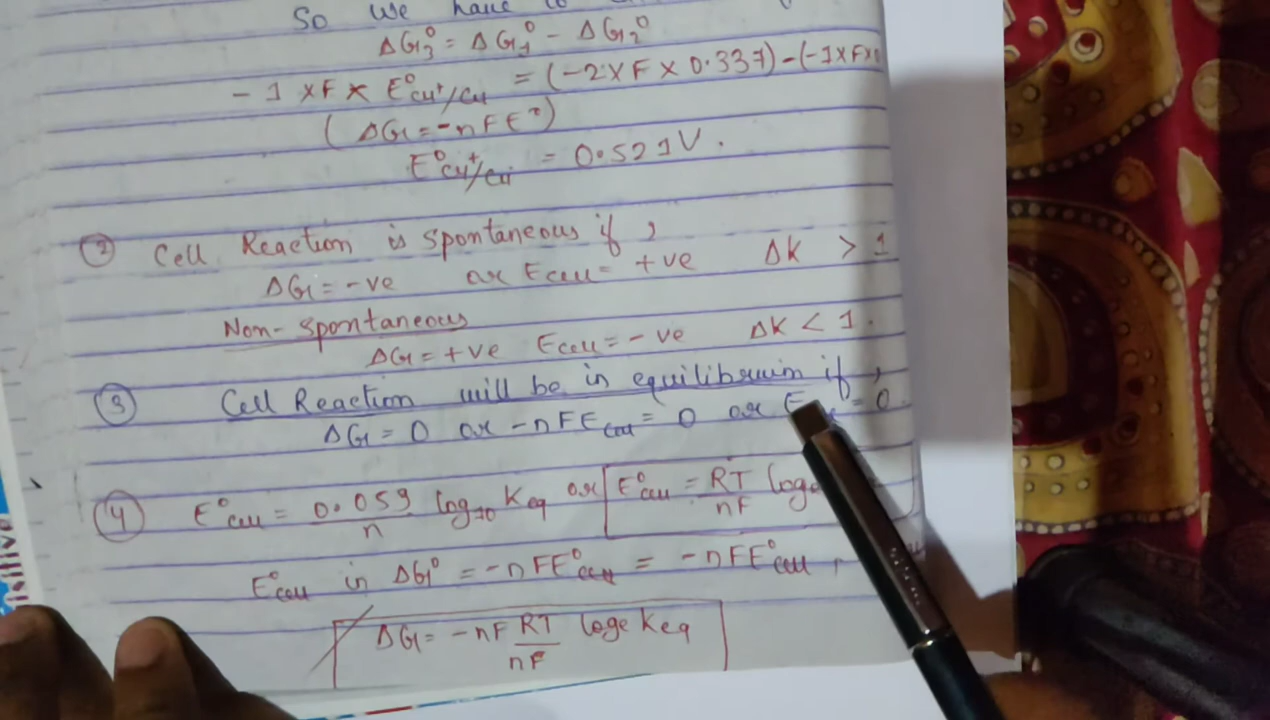 So we have to
ΔG₃° = ΔG₁° - ΔG₂°
- 1 × F × E°Cu⁺/Cu = (-2 × F × 0.337) - (-1 × F × 0
(ΔG = -nFE°)
E°Cu⁺/Cu = 0.521V.
② Cell Reaction is spontaneous if,
ΔG = -ve or Ecell = +ve ΔK > 1
Non-spontaneous
ΔG = +ve Ecell = -ve ΔK < 1.
③ Cell Reaction will be in equilibrium if,
ΔG = 0 or -nFEcell = 0 or E = 0
④ E°cell = 0.059/n log₁₀ Keq or E°cell = RT/nF loge
E°cell in ΔG° = -nFE°cell = -nFE°cell,
ΔG = -nF RT/nF loge Keq
sitive